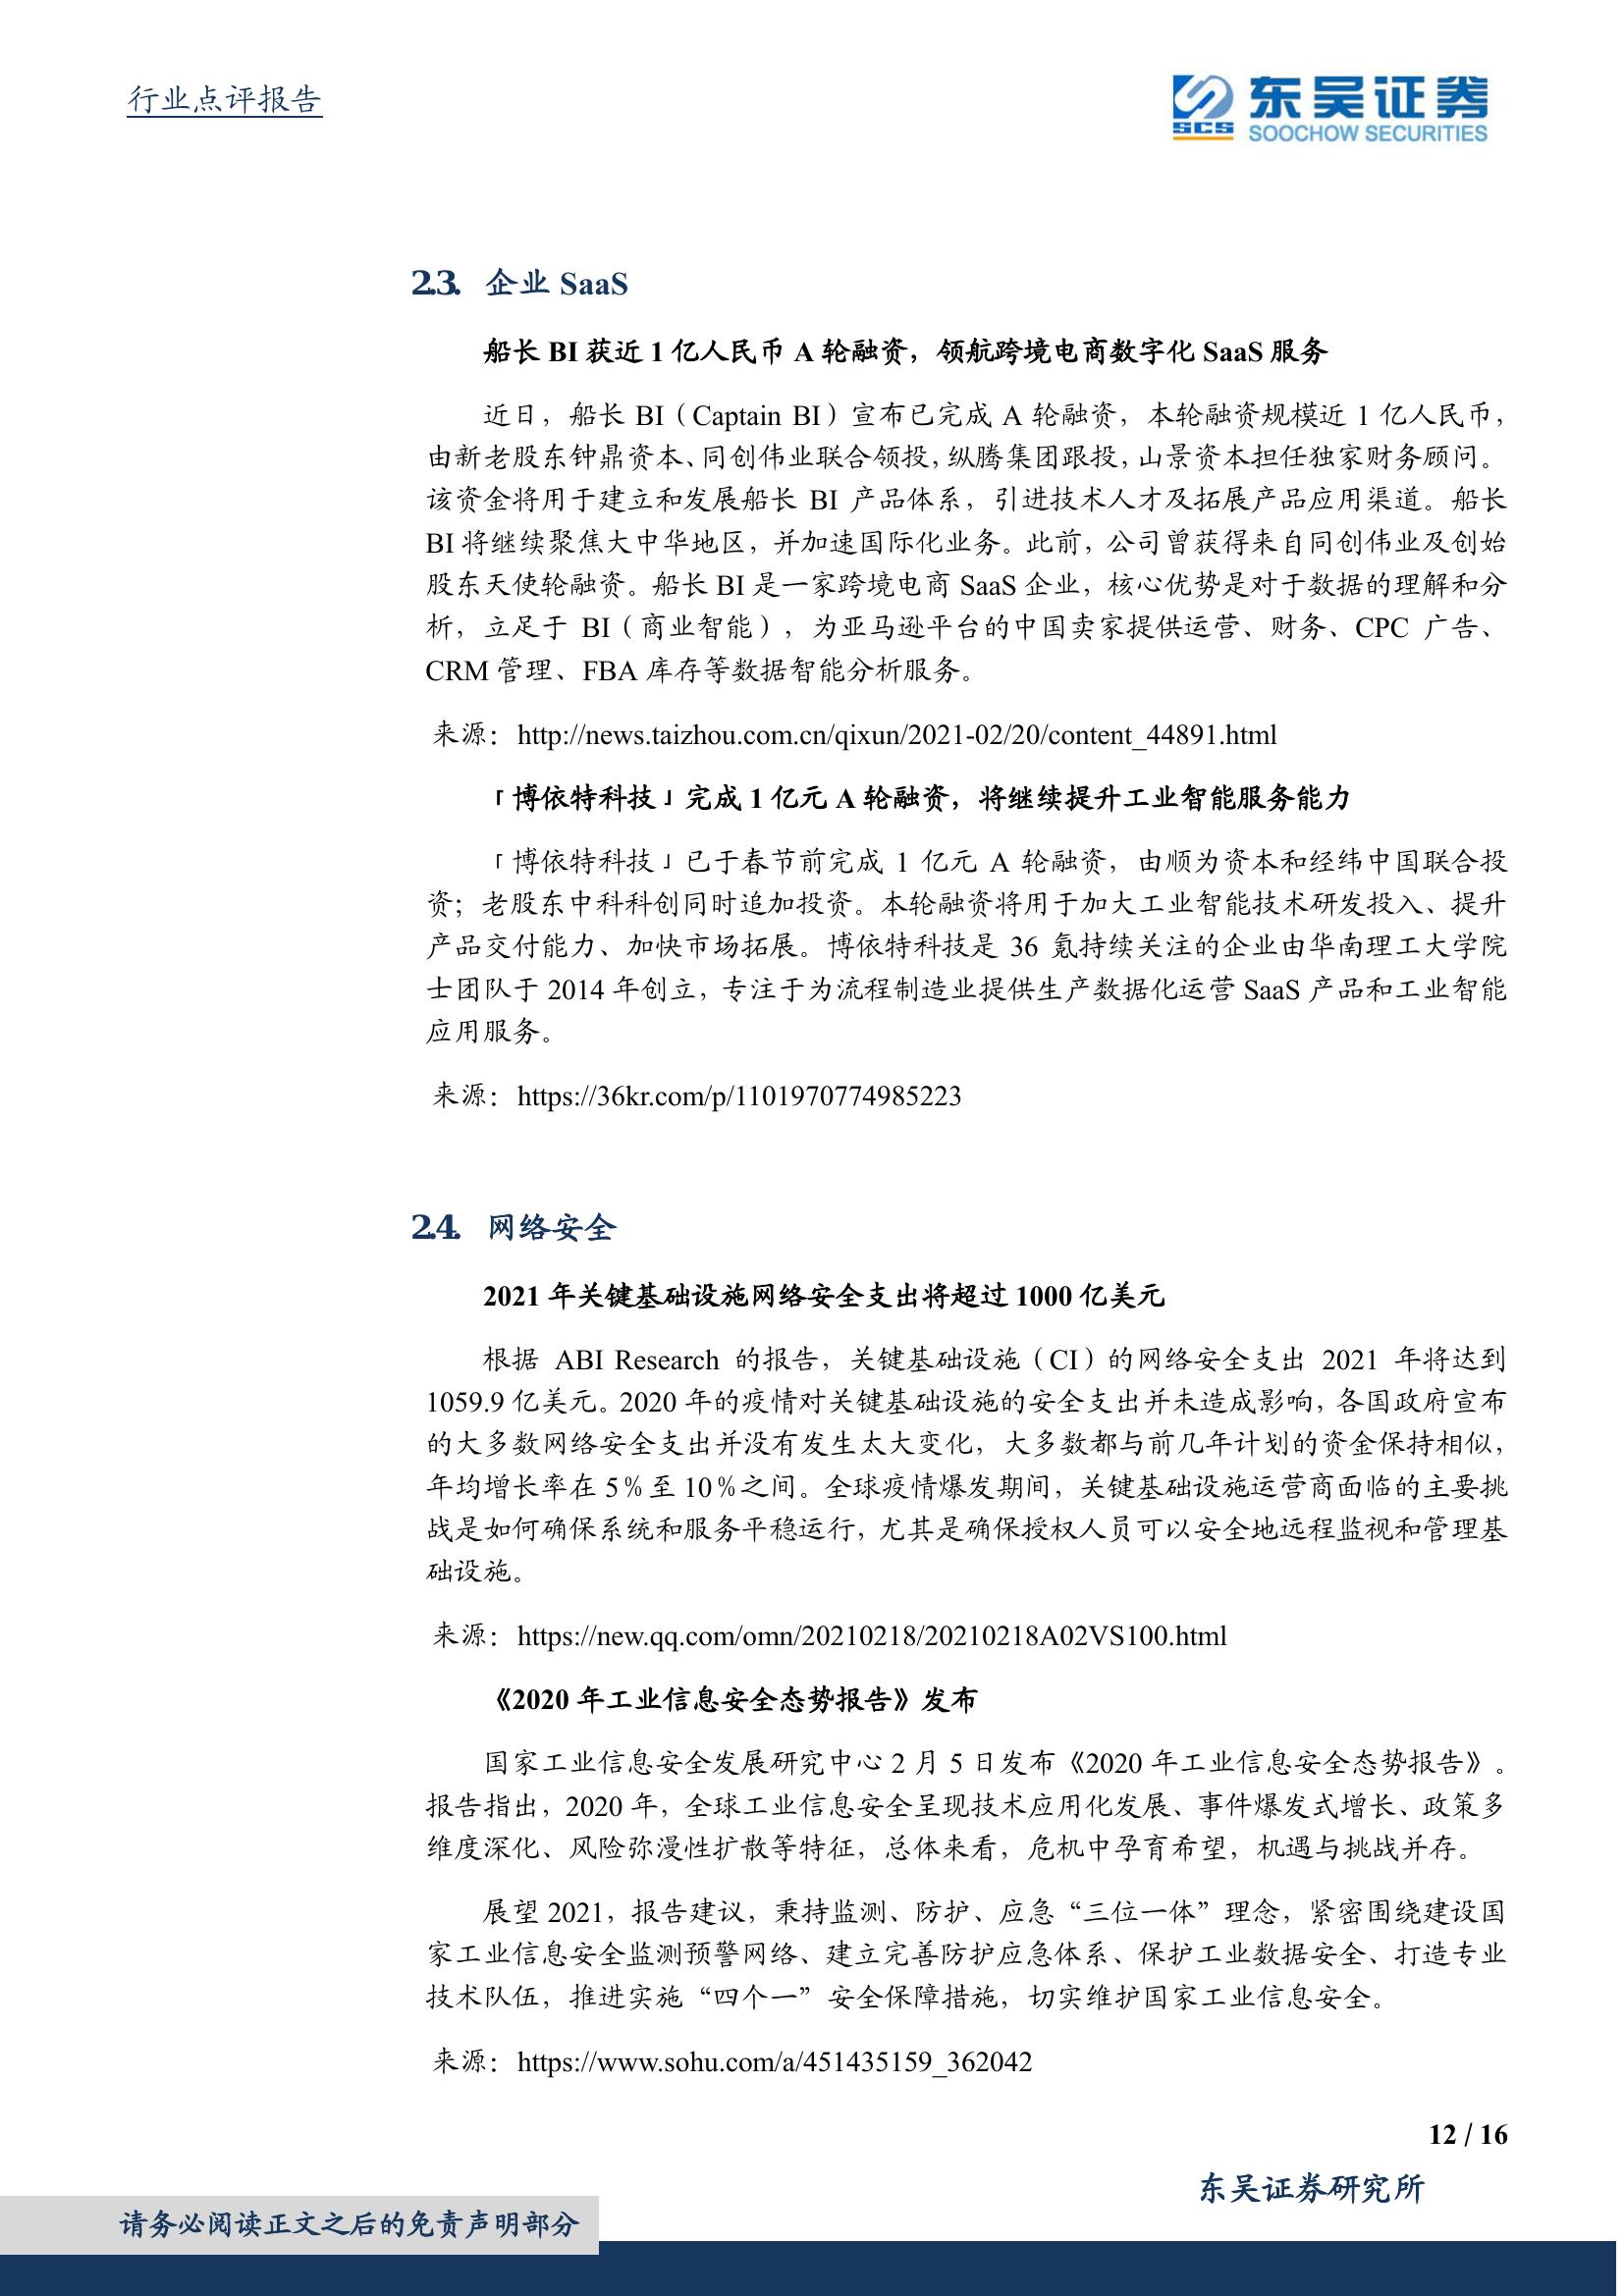 行业点评报告
SCS 东吴证券
SOOCHOW SECURITIES
2.3. 企业 SaaS
船长 BI 获近 1 亿人民币 A 轮融资，领航跨境电商数字化 SaaS 服务
近日，船长 BI（Captain BI）宣布已完成 A 轮融资，本轮融资规模近 1 亿人民币，
由新老股东钟鼎资本、同创伟业联合领投，纵腾集团跟投，山景资本担任独家财务顾问。
该资金将用于建立和发展船长 BI 产品体系，引进技术人才及拓展产品应用渠道。船长
BI 将继续聚焦大中华地区，并加速国际化业务。此前，公司曾获得来自同创伟业及创始
股东天使轮融资。船长 BI 是一家跨境电商 SaaS 企业，核心优势是对于数据的理解和分
析，立足于 BI（商业智能），为亚马逊平台的中国卖家提供运营、财务、CPC 广告、
CRM 管理、FBA 库存等数据智能分析服务。
来源：http://news.taizhou.com.cn/qixun/2021-02/20/content_44891.html
「博依特科技」完成 1 亿元 A 轮融资，将继续提升工业智能服务能力
「博依特科技」已于春节前完成 1 亿元 A 轮融资，由顺为资本和经纬中国联合投
资；老股东中科科创同时追加投资。本轮融资将用于加大工业智能技术研发投入、提升
产品交付能力、加快市场拓展。博依特科技是 36 氪持续关注的企业由华南理工大学院
士团队于 2014 年创立，专注于为流程制造业提供生产数据化运营 SaaS 产品和工业智能
应用服务。
来源：https://36kr.com/p/1101970774985223
2.4. 网络安全
2021 年关键基础设施网络安全支出将超过 1000 亿美元
根据 ABI Research 的报告，关键基础设施（CI）的网络安全支出 2021 年将达到
1059.9 亿美元。2020 年的疫情对关键基础设施的安全支出并未造成影响，各国政府宣布
的大多数网络安全支出并没有发生太大变化，大多数都与前几年计划的资金保持相似，
年均增长率在 5％至 10％之间。全球疫情爆发期间，关键基础设施运营商面临的主要挑
战是如何确保系统和服务平稳运行，尤其是确保授权人员可以安全地远程监视和管理基
础设施。
来源：https://new.qq.com/omn/20210218/20210218A02VS100.html
《2020 年工业信息安全态势报告》发布
国家工业信息安全发展研究中心 2 月 5 日发布《2020 年工业信息安全态势报告》。
报告指出，2020 年，全球工业信息安全呈现技术应用化发展、事件爆发式增长、政策多
维度深化、风险弥漫性扩散等特征，总体来看，危机中孕育希望，机遇与挑战并存。
展望 2021，报告建议，秉持监测、防护、应急“三位一体”理念，紧密围绕建设国
家工业信息安全监测预警网络、建立完善防护应急体系、保护工业数据安全、打造专业
技术队伍，推进实施“四个一”安全保障措施，切实维护国家工业信息安全。
来源：https://www.sohu.com/a/451435159_362042
12 / 16
东吴证券研究所
请务必阅读正文之后的免责声明部分